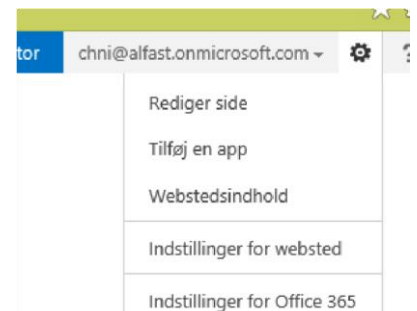 tor chni@alfast.onmicrosoft.com
Rediger side
Tilføj en app
Webstedsindhold
Indstillinger for websted
Indstillinger for Office 365